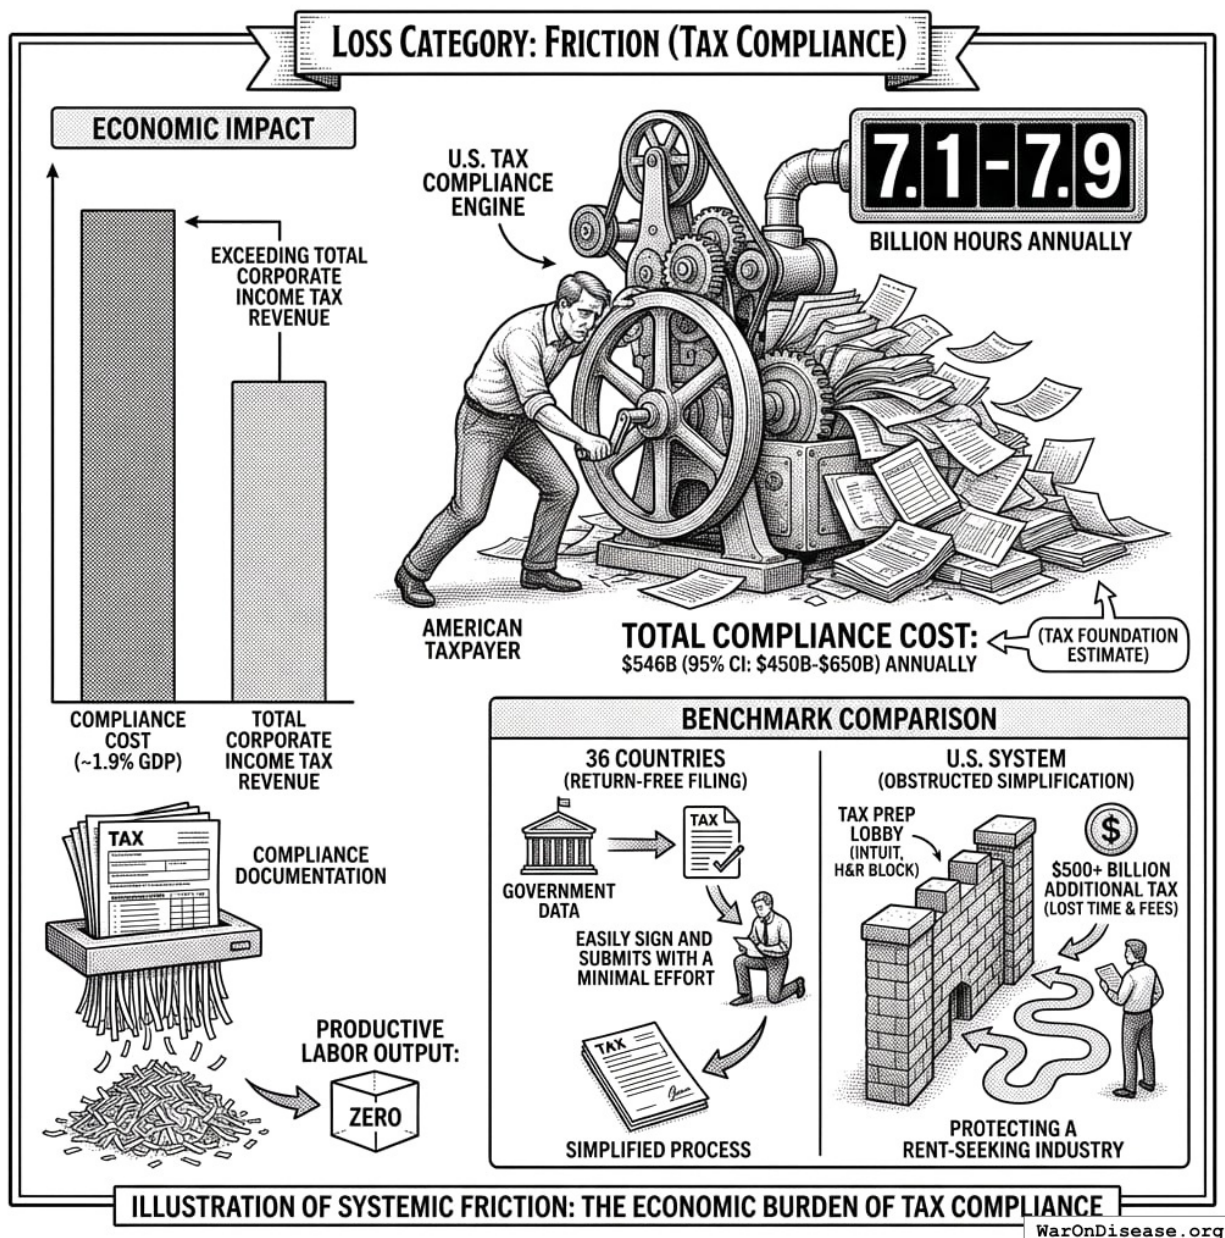 LOSS CATEGORY: FRICTION (TAX COMPLIANCE)
ECONOMIC IMPACT
EXCEEDING TOTAL
CORPORATE
INCOME TAX
REVENUE
COMPLIANCE
COST
(~1.9% GDP)
TOTAL
CORPORATE
INCOME TAX
REVENUE
U.S. TAX
COMPLIANCE
ENGINE
7.1-7.9
BILLION HOURS ANNUALLY
AMERICAN
TAXPAYER
TOTAL COMPLIANCE COST:
$546B (95% CI: $450B-$650B) ANNUALLY
(TAX FOUNDATION
ESTIMATE)
TAX
COMPLIANCE
DOCUMENTATION
PRODUCTIVE
LABOR OUTPUT:
ZERO
BENCHMARK COMPARISON
36 COUNTRIES
(RETURN-FREE FILING)
GOVERNMENT
DATA
TAX
EASILY SIGN AND
SUBMITS WITH A
MINIMAL EFFORT
TAX
SIMPLIFIED PROCESS
U.S. SYSTEM
(OBSTRUCTED SIMPLIFICATION)
TAX PREP
LOBBY
(INTUIT,
H&R BLOCK)
$
$500+ BILLION
ADDITIONAL TAX
(LOST TIME & FEES)
PROTECTING A
RENT-SEEKING INDUSTRY
ILLUSTRATION OF SYSTEMIC FRICTION: THE ECONOMIC BURDEN OF TAX COMPLIANCE
WarOnDisease.org